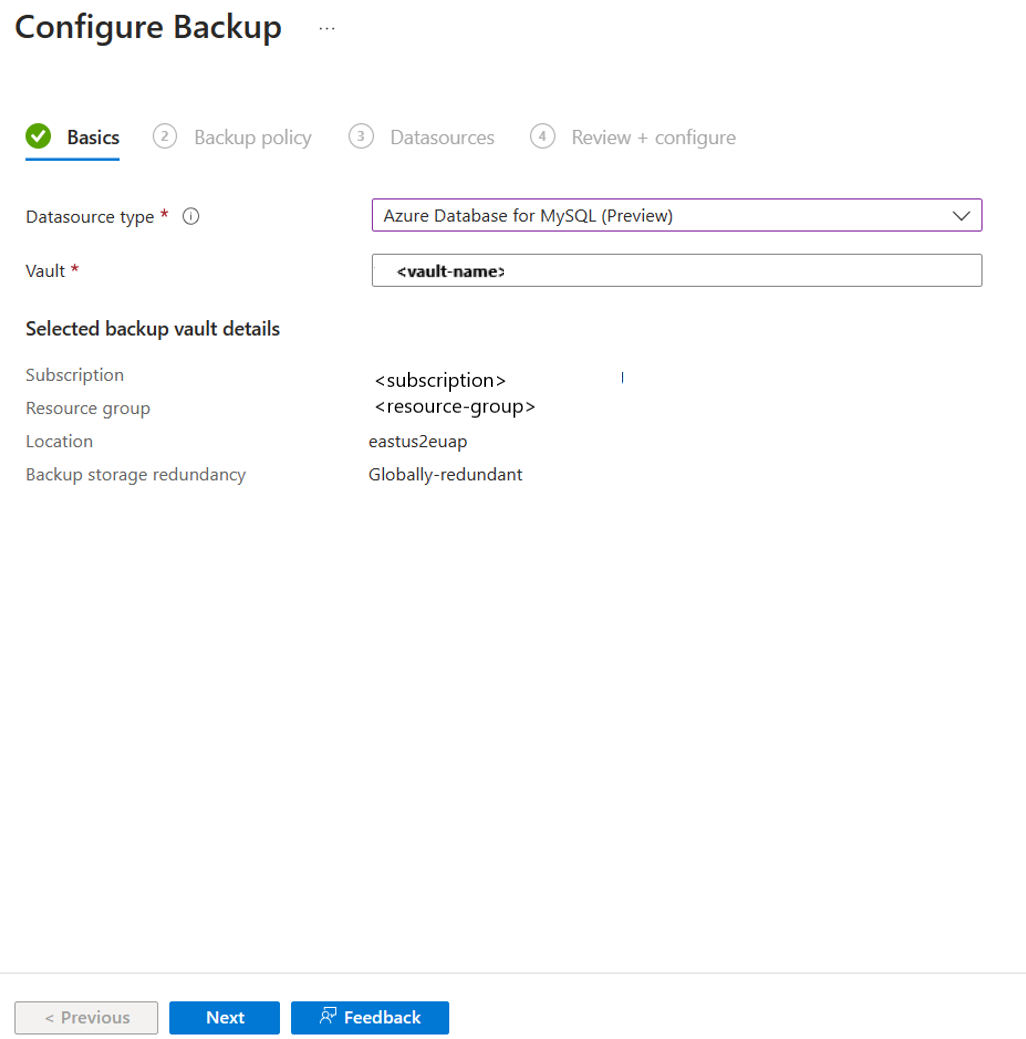 Configure Backup ...
Basics 2 Backup policy 3 Datasources 4 Review + configure
Datasource type * Azure Database for MySQL (Preview)
Vault * <vault-name>
Selected backup vault details
Subscription <subscription>
Resource group <resource-group>
Location eastus2euap
Backup storage redundancy Globally-redundant
< Previous Next Feedback